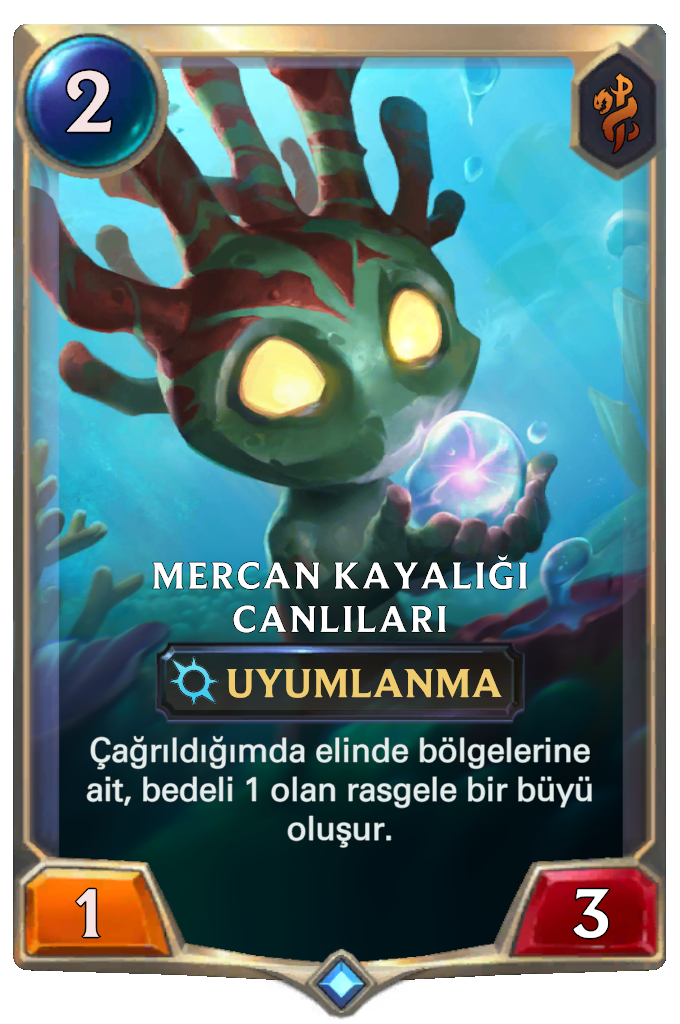 2
MERCAN KAYALIĞI
CANLILARI
UYUMLANMA
Çağrıldığımda elinde bölgelerine
ait, bedeli 1 olan rasgele bir büyü
oluşur.
1
3